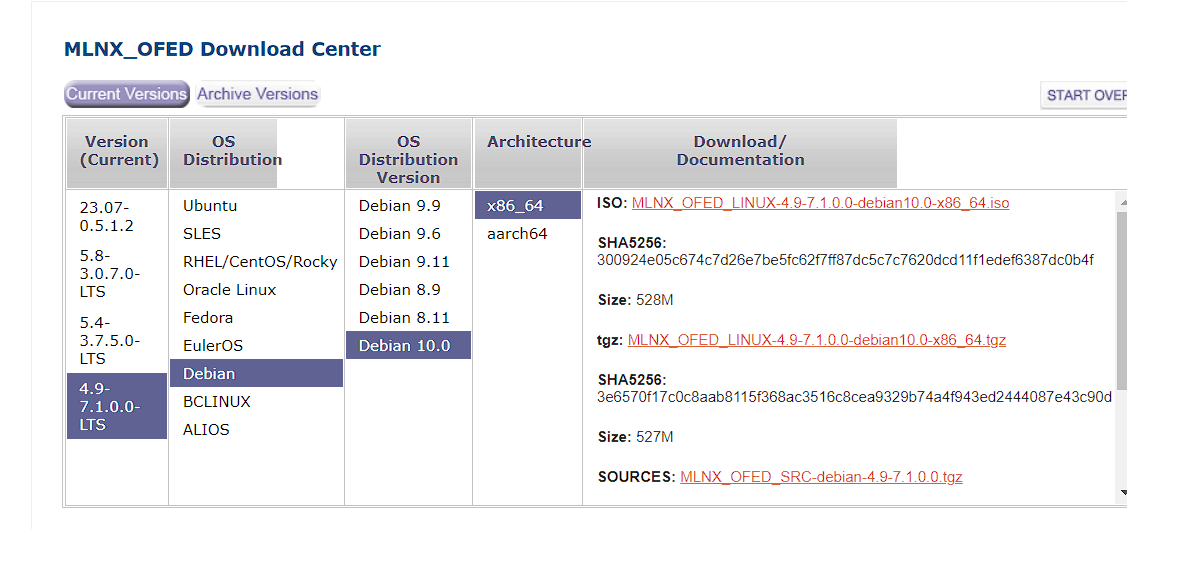 MLNX_OFED Download Center
Current Versions
Archive Versions
START OVER
Version
(Current)
OS
Distribution
OS
Distribution
Version
Architecture
Download/
Documentation
23.07-
0.5.1.2
5.8-
3.0.7.0-
LTS
5.4-
3.7.5.0-
LTS
4.9-
7.1.0.0-
LTS
Ubuntu
SLES
RHEL/CentOS/Rocky
Oracle Linux
Fedora
EulerOS
Debian
BCLINUX
ALIOS
Debian 9.9
Debian 9.6
Debian 9.11
Debian 8.9
Debian 8.11
Debian 10.0
x86_64
aarch64
ISO: MLNX_OFED_LINUX-4.9-7.1.0.0-debian10.0-x86_64.iso
SHA5256:
300924e05c674c7d26e7be5fc62f7ff87dc5c7c7620dcd11f1edef6387dc0b4f
Size: 528M
tgz: MLNX_OFED_LINUX-4.9-7.1.0.0-debian10.0-x86_64.tgz
SHA5256:
3e6570f17c0c8aab8115f368ac3516c8cea9329b74a4f943ed2444087e43c90d
Size: 527M
SOURCES: MLNX_OFED_SRC-debian-4.9-7.1.0.0.tgz